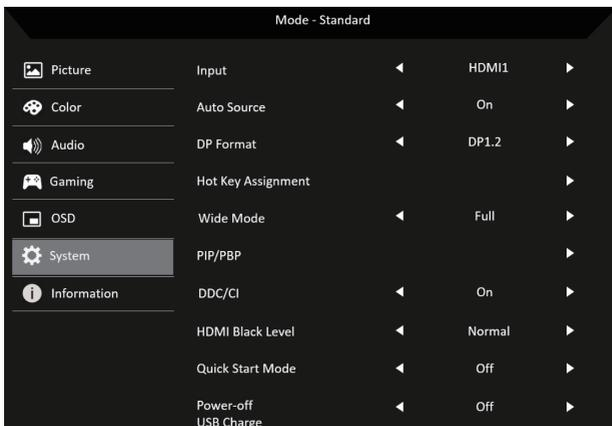 Mode - Standard
Picture
Color
Audio
Gaming
OSD
System
Information
Input HDMI1
Auto Source On
DP Format DP1.2
Hot Key Assignment
Wide Mode Full
PIP/PBP
DDC/CI On
HDMI Black Level Normal
Quick Start Mode Off
Power-off Off
USB Charge